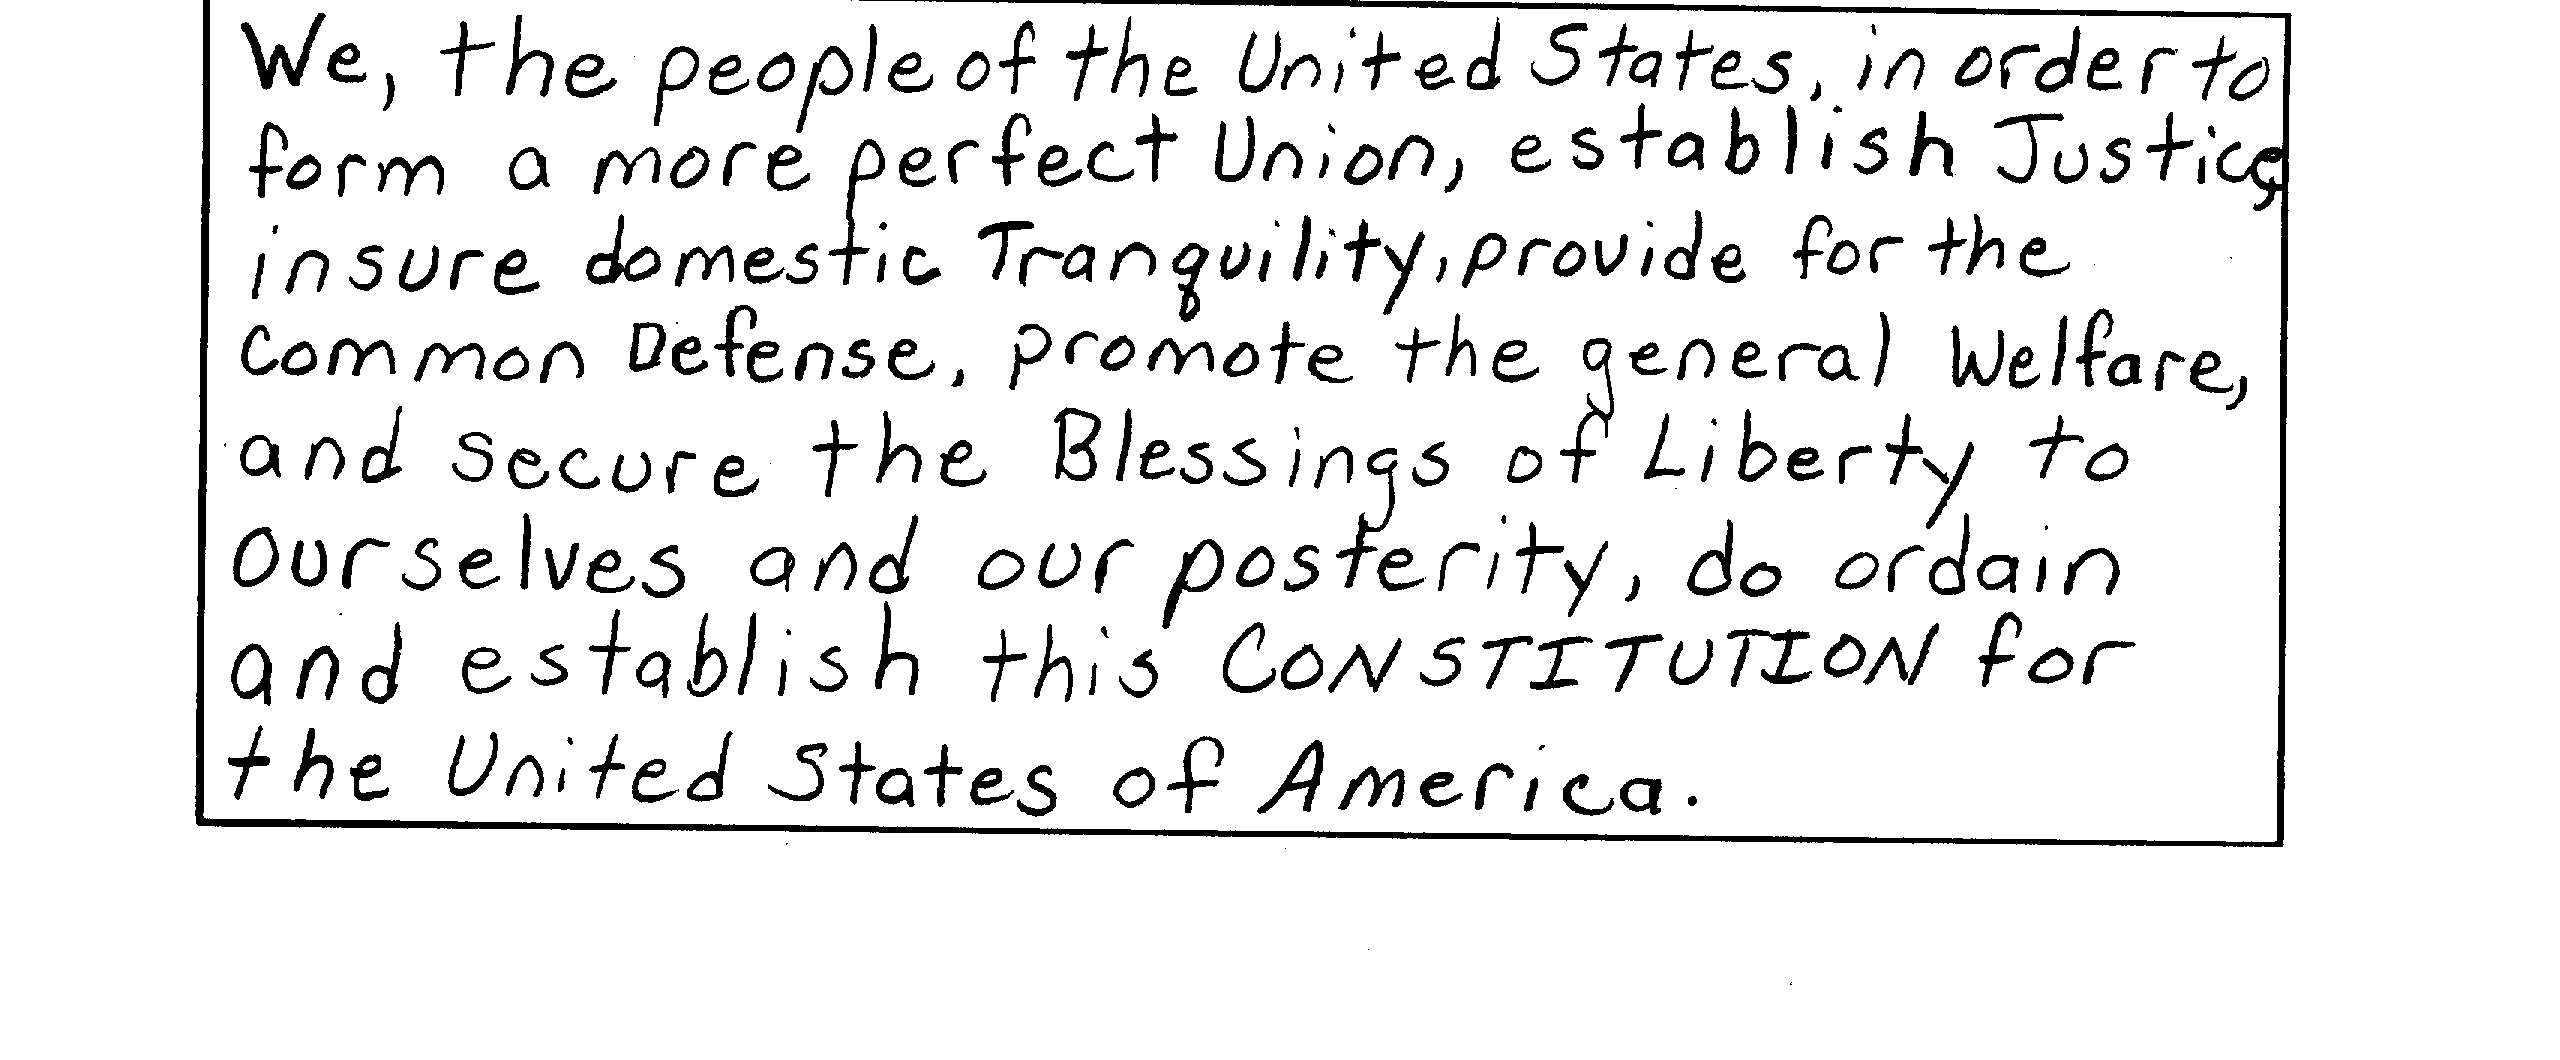 We, the people of the United States, in order to
form a more perfect Union, establish Justice,
insure domestic Tranquility, provide for the
common Defense, promote the general Welfare,
and secure the Blessings of Liberty to
ourselves and our posterity, do ordain
and establish this CONSTITUTION for
the United States of America.